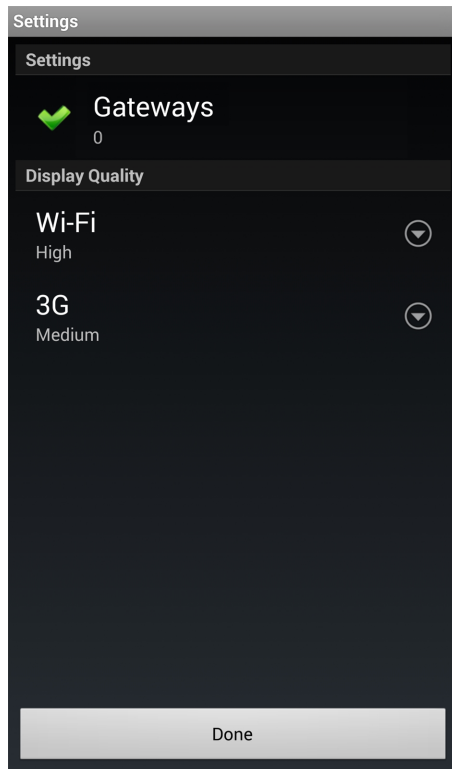 Settings
Settings
Gateways
0
Display Quality
Wi-Fi
High
3G
Medium
Done